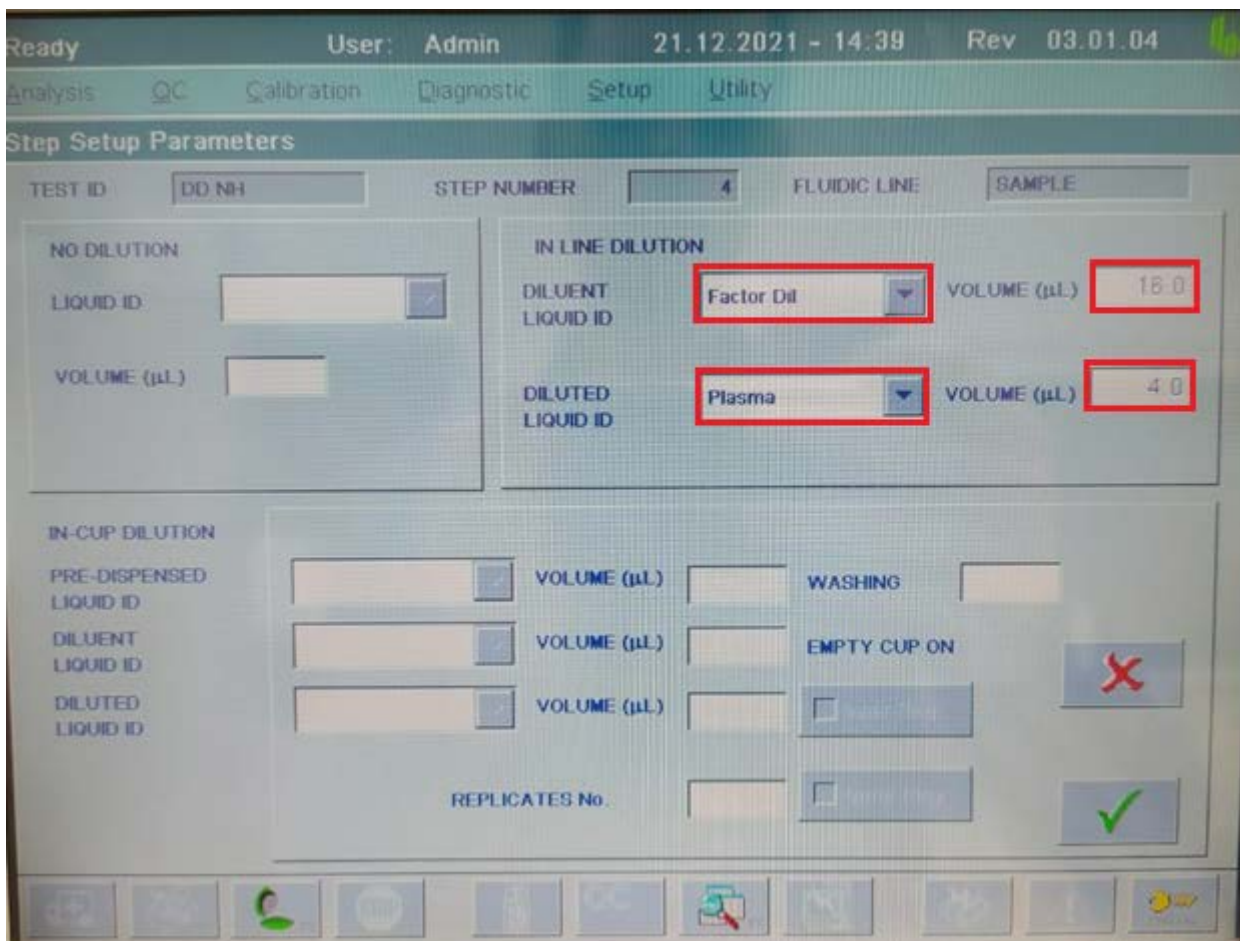 Ready User: Admin 21.12.2021 - 14:39 Rev 03.01.04
Analysis QC Calibration Diagnostic Setup Utility
Step Setup Parameters
TEST ID DD NH STEP NUMBER 4 FLUIDIC LINE SAMPLE
NO DILUTION
LIQUID ID
VOLUME (µL)
IN LINE DILUTION
DILUENT LIQUID ID Factor Dil VOLUME (µL) 16.0
DILUTED LIQUID ID Plasma VOLUME (µL) 4.0
IN-CUP DILUTION
PRE-DISPENSED LIQUID ID VOLUME (µL) WASHING
DILUENT LIQUID ID VOLUME (µL) EMPTY CUP ON
DILUTED LIQUID ID VOLUME (µL)
REPLICATES No.